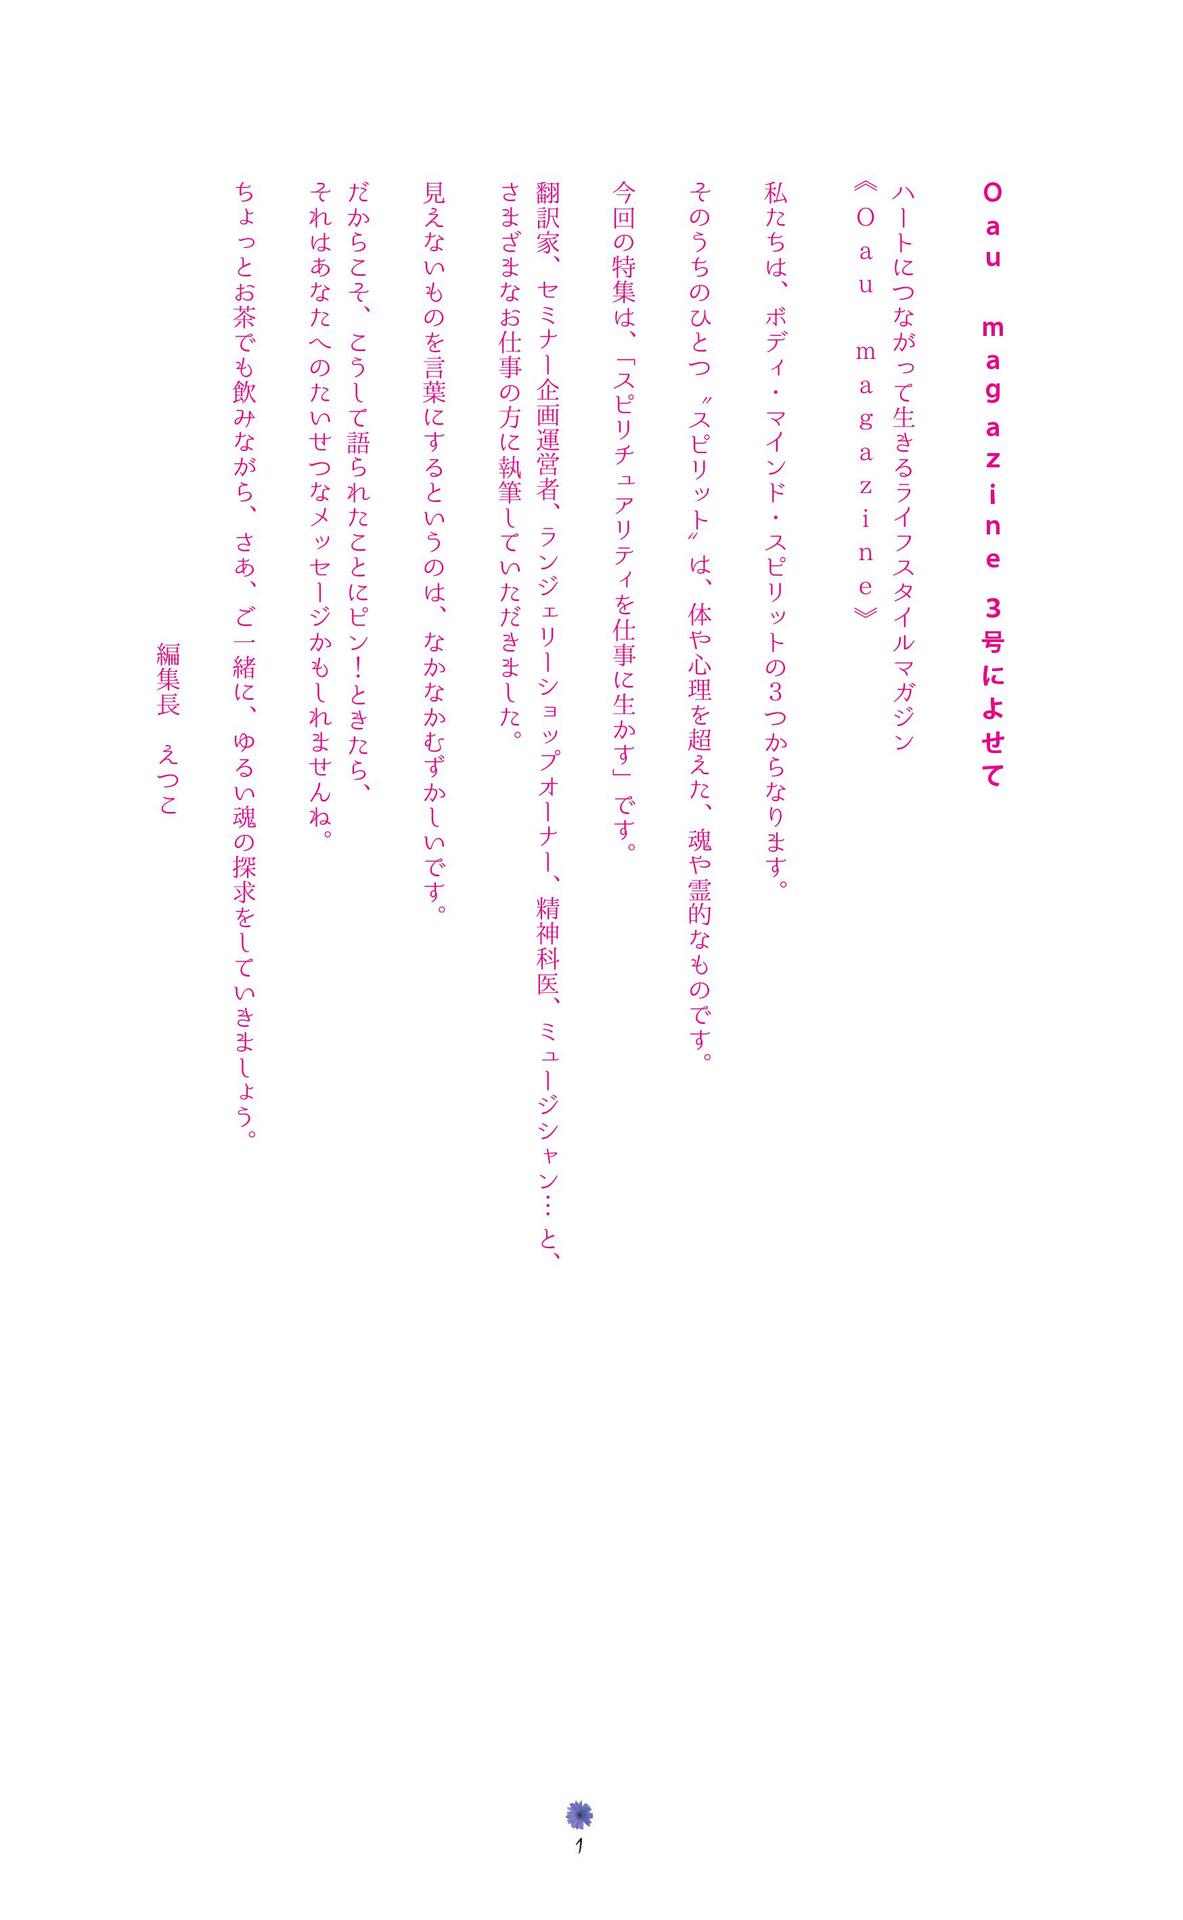 Oau magazine 3号によせて
ハートにつながって生きるライフスタイルマガジン
《Oau magazine》
私たちは、ボディ・マインド・スピリットの3つからなります。
そのうちのひとつ〝スピリット〟は、体や心理を超えた、魂や霊的なものです。
今回の特集は、「スピリチュアリティを仕事に生かす」です。
翻訳家、セミナー企画運営者、ランジェリーショップオーナー、精神科医、ミュージシャン…と、
さまざまなお仕事の方に執筆していただきました。
見えないものを言葉にするというのは、なかなかむずかしいです。
だからこそ、こうして語られたことにピン！ときたら、
それはあなたへのたいせつなメッセージかもしれませんね。
ちょっとお茶でも飲みながら、さあ、ご一緒に、ゆるい魂の探求をしていきましょう。
編集長　えつこ
1